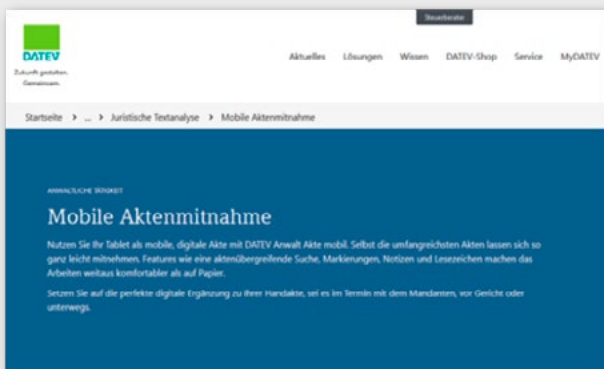 Steuerberater
DATEV
Zukunft gestalten.
Gemeinsam.
Aktuelles Lösungen Wissen DATEV-Shop Service MyDATEV
Startseite > ... > Juristische Textanalyse > Mobile Aktenmitnahme
ANWALTLICHE TÄTIGKEIT
Mobile Aktenmitnahme
Nutzen Sie Ihr Tablet als mobile, digitale Akte mit DATEV Anwalt Akte mobil. Selbst die umfangreichsten Akten lassen sich so
ganz leicht mitnehmen. Features wie eine aktenübergreifende Suche, Markierungen, Notizen und Lesezeichen machen das
Arbeiten weitaus komfortabler als auf Papier.
Setzen Sie auf die perfekte digitale Ergänzung zu Ihrer Handakte, sei es im Termin mit dem Mandanten, vor Gericht oder
unterwegs.